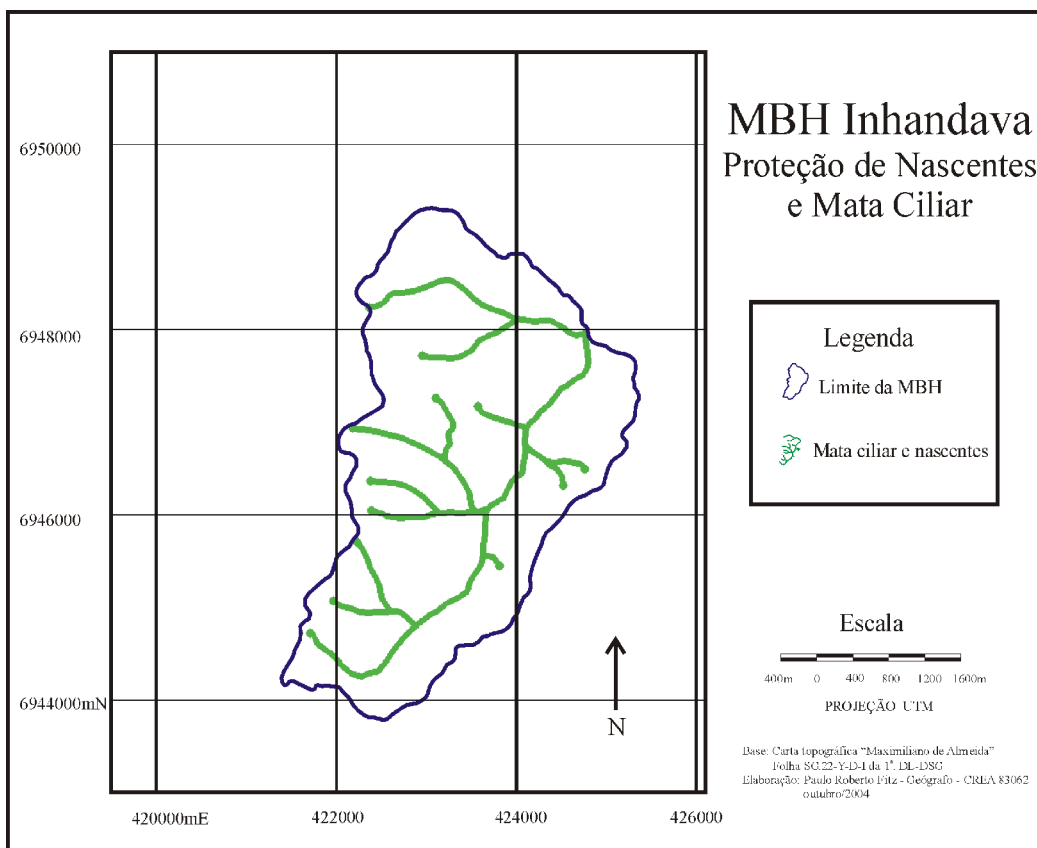 MBH Inhandava
Proteção de Nascentes
e Mata Ciliar
6950000
6948000
6946000
6944000mN
420000mE
422000
424000
426000
N
Legenda
Limite da MBH
Mata ciliar e nascentes
Escala
400m 0 400 800 1200 1600m
PROJEÇÃO UTM
Base: Carta topográfica “Maximiliano de Almeida”
Folha SG.22-Y-D-I da 1ª. DL-DSG
Elaboração: Paulo Roberto Fitz - Geógrafo - CREA 83062
outubro/2004